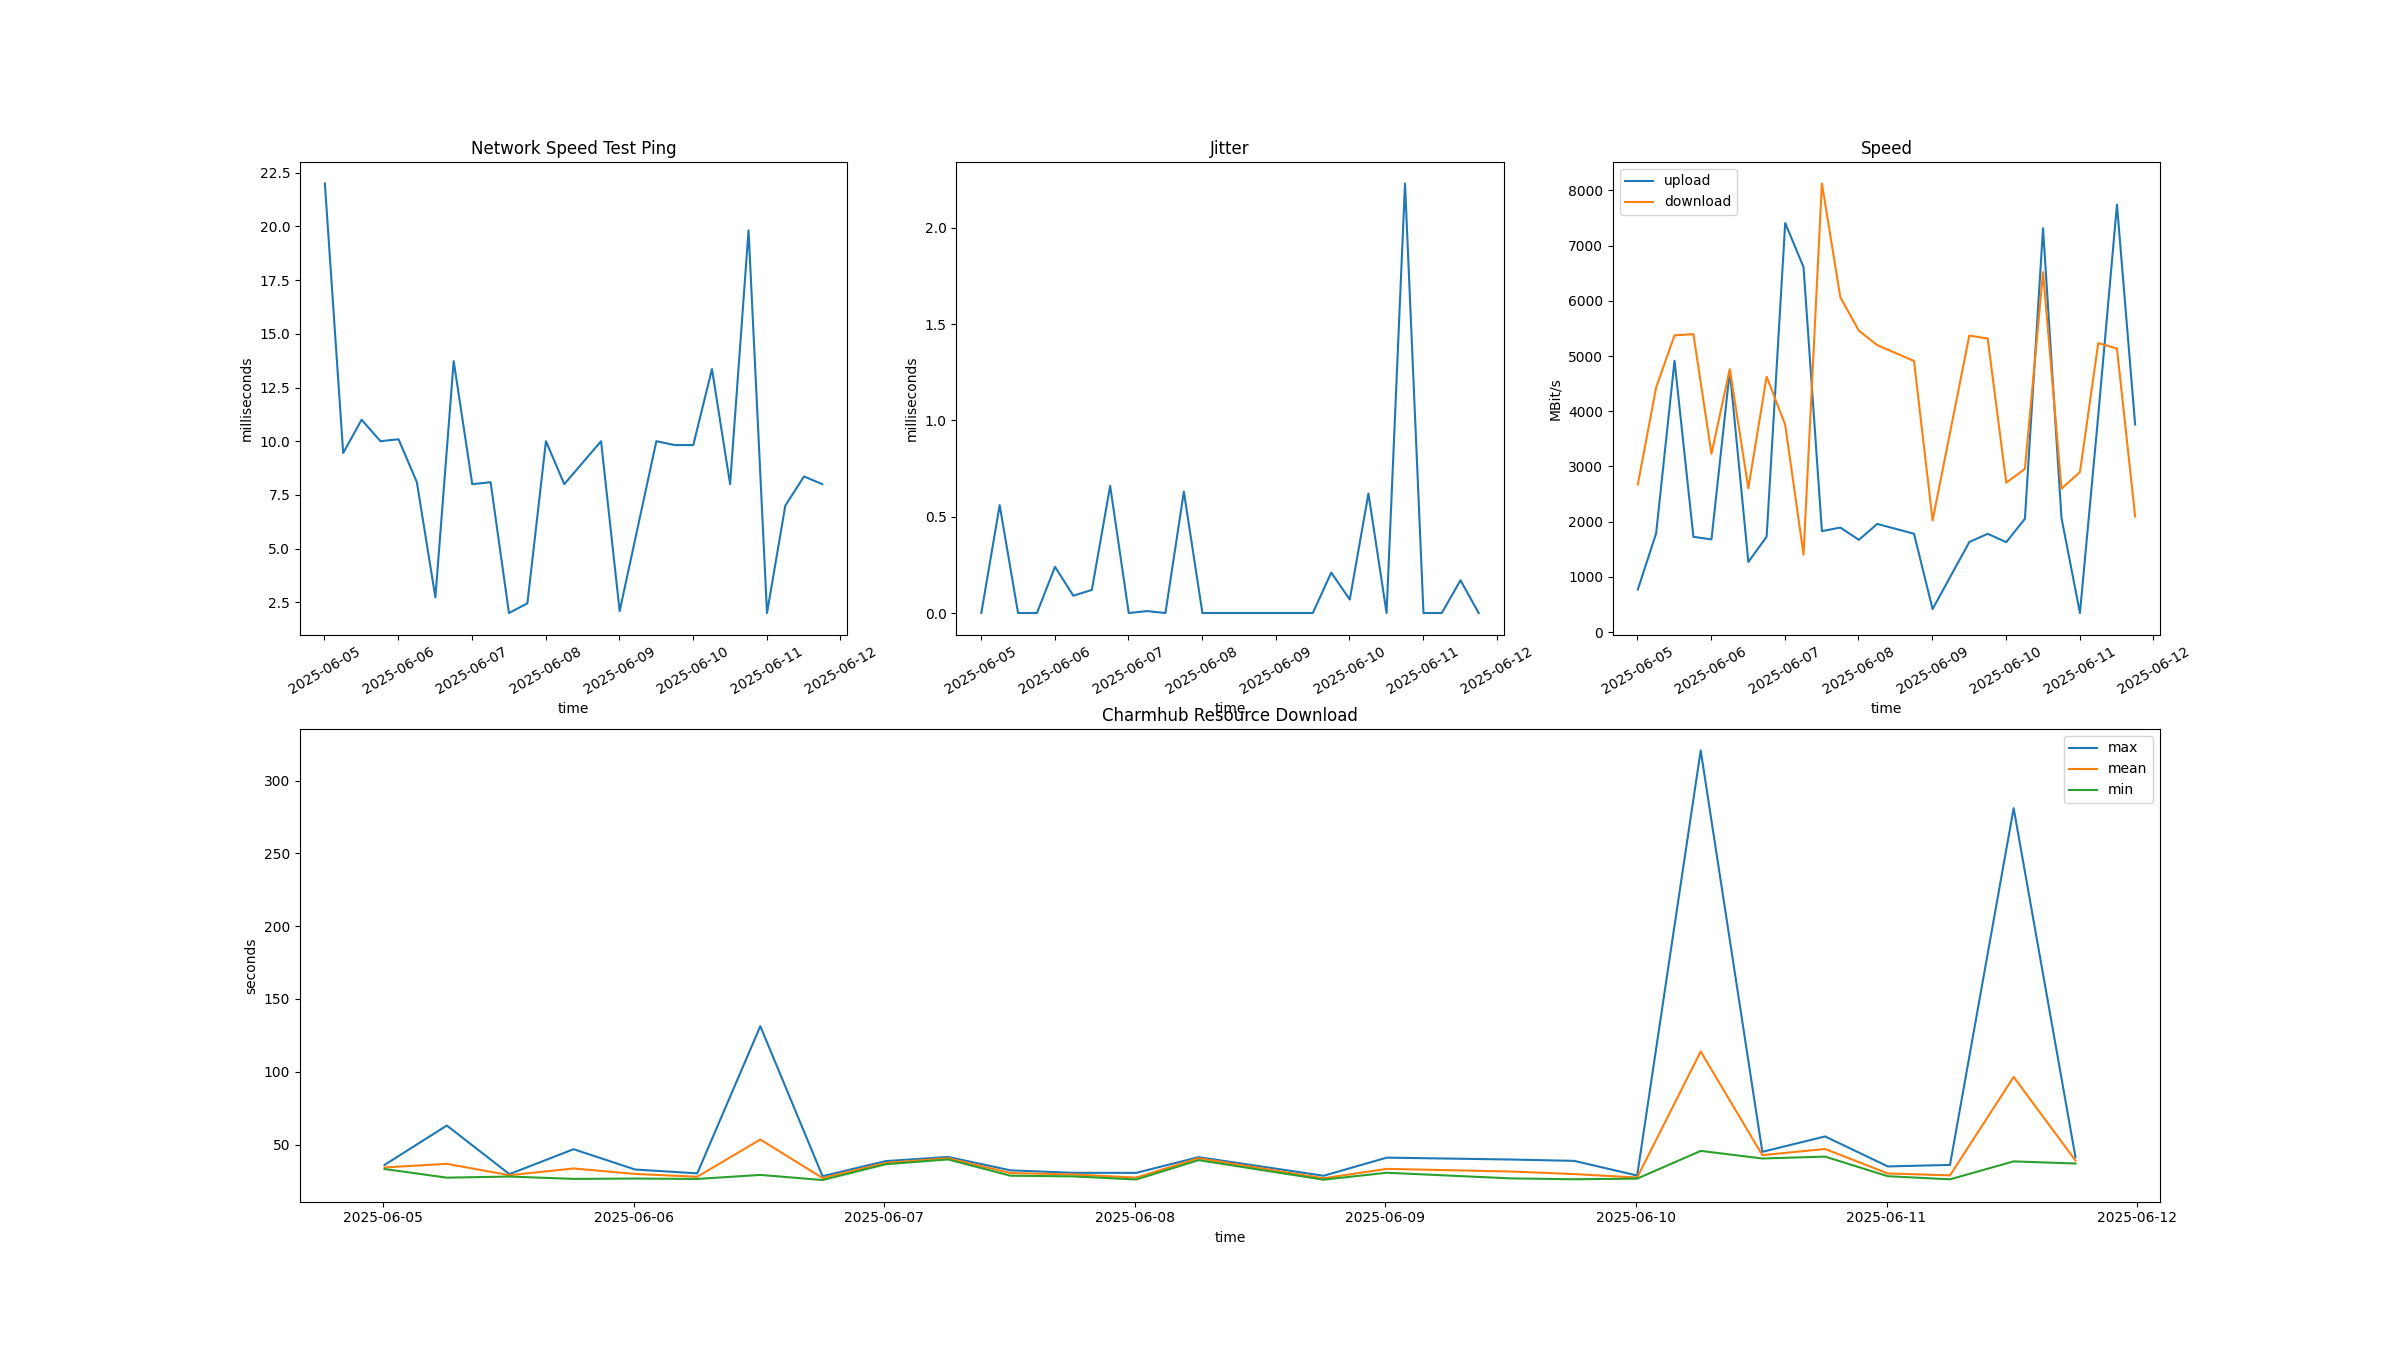 Network Speed Test Ping
22.5
20.0
17.5
15.0
12.5
10.0
7.5
5.0
2.5
milliseconds
2025-06-05 2025-06-06 2025-06-07 2025-06-08 2025-06-09 2025-06-10 2025-06-11 2025-06-12
time
Jitter
2.0
1.5
1.0
0.5
0.0
milliseconds
2025-06-05 2025-06-06 2025-06-07 2025-06-08 2025-06-09 2025-06-10 2025-06-11 2025-06-12
time
Speed
upload
download
8000
7000
6000
5000
4000
3000
2000
1000
0
MBit/s
2025-06-05 2025-06-06 2025-06-07 2025-06-08 2025-06-09 2025-06-10 2025-06-11 2025-06-12
time
Charmhub Resource Download
max
mean
min
300
250
200
150
100
50
seconds
2025-06-05 2025-06-06 2025-06-07 2025-06-08 2025-06-09 2025-06-10 2025-06-11 2025-06-12
time